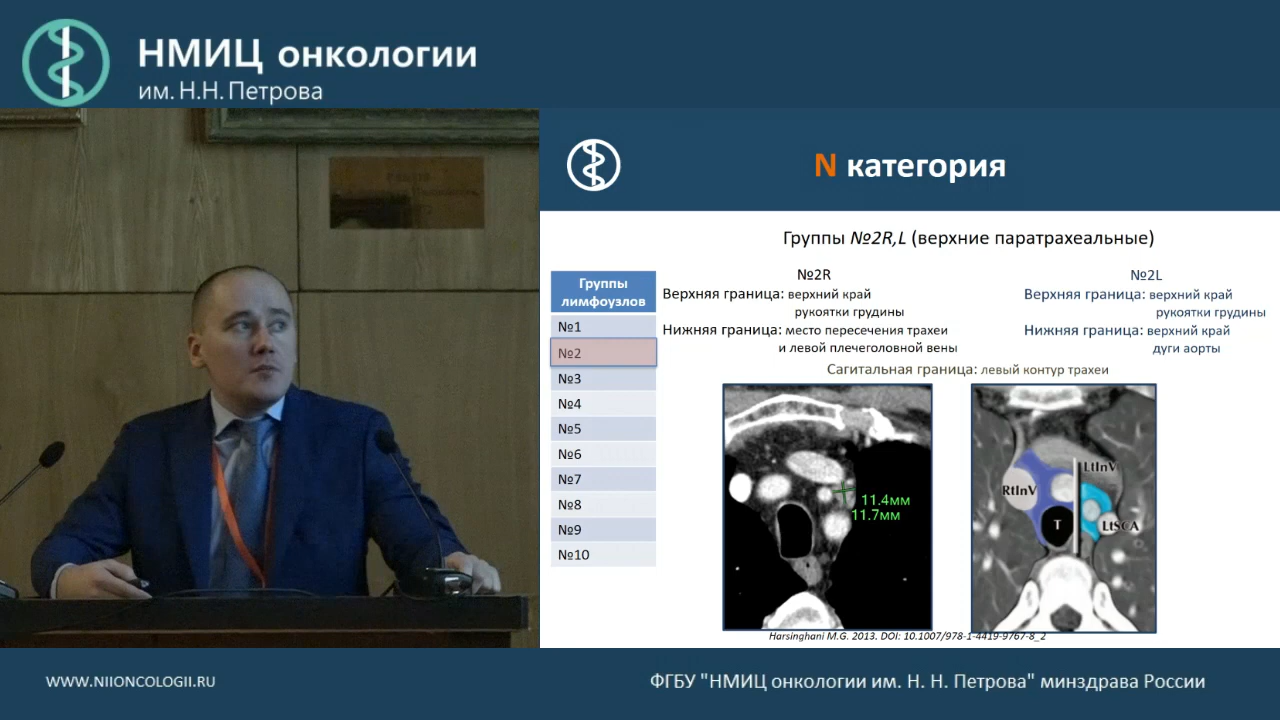 НМИЦ онкологии
им. Н.Н. Петрова
N категория
Группы №2R,L (верхние паратрахеальные)
Группы
лимфоузлов
№1
№2
№3
№4
№5
№6
№7
№8
№9
№10
№2R
Верхняя граница: верхний край
рукоятки грудины
Нижняя граница: место пересечения трахеи
и левой плечеголовной вены
№2L
Верхняя граница: верхний край
рукоятки грудины
Нижняя граница: верхний край
дуги аорты
Сагитальная граница: левый контур трахеи
11.4мм
11.7мм
LtInV
RtInV
T
LtSCA
Harsinghani M.G. 2013. DOI: 10.1007/978-1-4419-9767-8_2
WWW.NIIONCOLOGII.RU
ФГБУ "НМИЦ онкологии им. Н. Н. Петрова" минздрава России